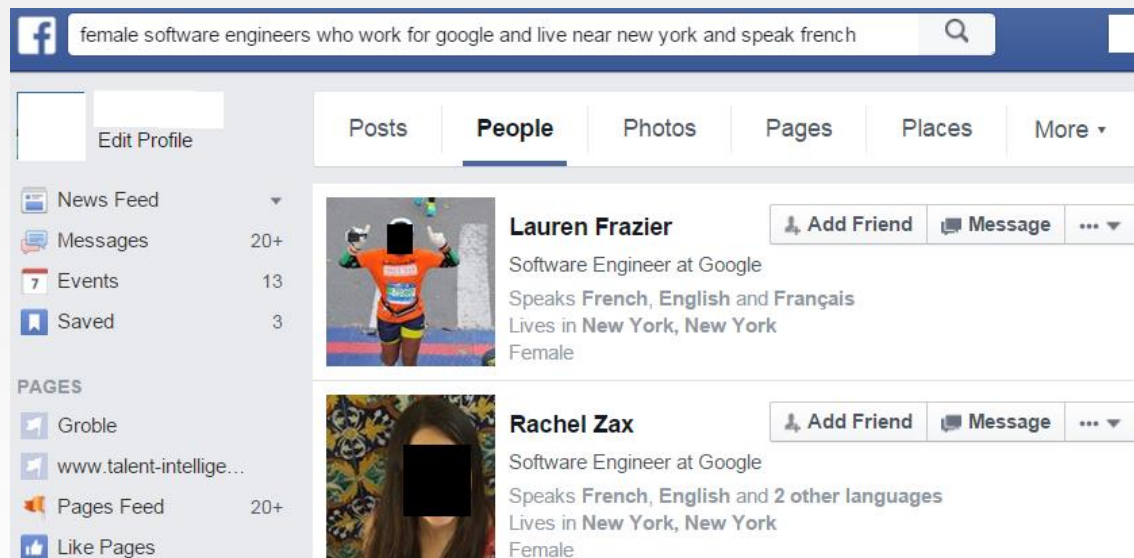 f
female software engineers who work for google and live near new york and speak french
Edit Profile
News Feed
Messages 20+
7 Events 13
Saved 3
PAGES
Groble
www.talent-intellige...
Pages Feed 20+
Like Pages
Posts People Photos Pages Places More
Lauren Frazier
Add Friend Message ...
Software Engineer at Google
Speaks French, English and Français
Lives in New York, New York
Female
Rachel Zax
Add Friend Message ...
Software Engineer at Google
Speaks French, English and 2 other languages
Lives in New York, New York
Female